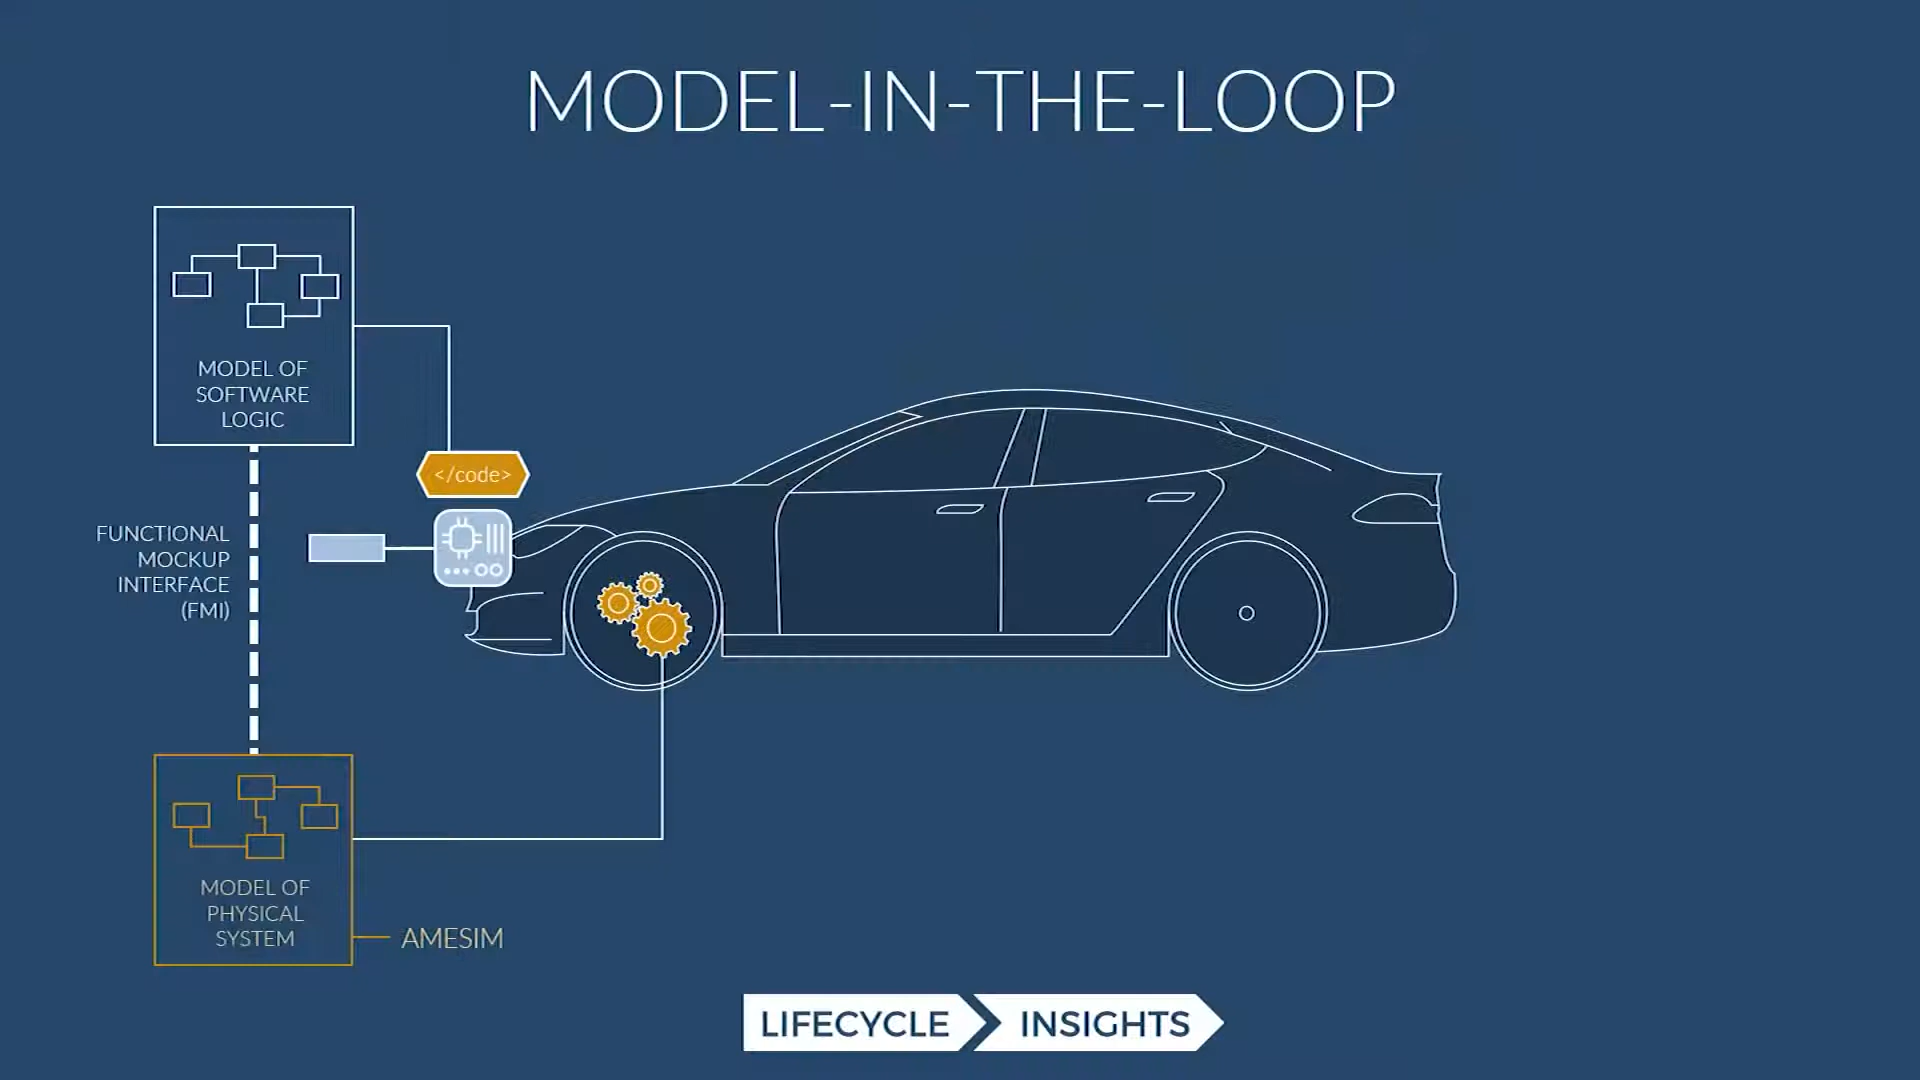 MODEL-IN-THE-LOOP
MODEL OF
SOFTWARE
LOGIC
</code>
FUNCTIONAL
MOCKUP
INTERFACE
(FMI)
MODEL OF
PHYSICAL
SYSTEM
AMESIM
LIFECYCLE INSIGHTS